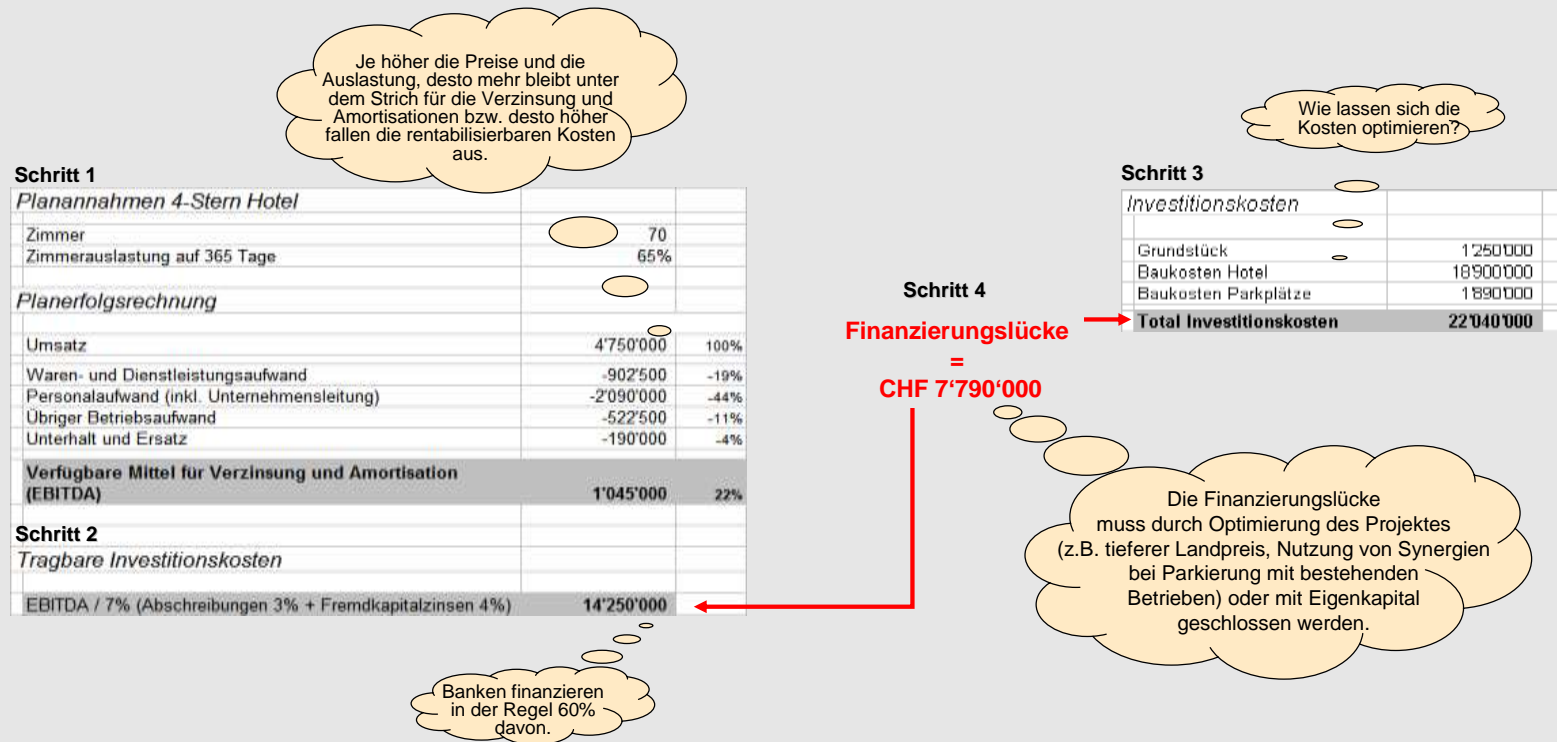 Je höher die Preise und die
Auslastung, desto mehr bleibt unter
dem Strich für die Verzinsung und
Amortisationen bzw. desto höher
fallen die rentabilisierbaren Kosten
aus.
Schritt 1
Planannahmen 4-Stern Hotel
Zimmer 70
Zimmerauslastung auf 365 Tage 65%
Planerfolgsrechnung
Umsatz 4'750'000 100%
Waren- und Dienstleistungsaufwand -902'500 -19%
Personalaufwand (inkl. Unternehmensleitung) -2'090'000 -44%
Übriger Betriebsaufwand -522'500 -11%
Unterhalt und Ersatz -190'000 -4%
Verfügbare Mittel für Verzinsung und Amortisation
(EBITDA) 1'045'000 22%
Schritt 2
Tragbare Investitionskosten
EBITDA / 7% (Abschreibungen 3% + Fremdkapitalzinsen 4%) 14'250'000
Banken finanzieren
in der Regel 60%
davon.
Wie lassen sich die
Kosten optimieren?
Schritt 3
Investitionskosten
Grundstück 1'250'000
Baukosten Hotel 18'900'000
Baukosten Parkplätze 1'890'000
Total Investitionskosten 22'040'000
Schritt 4
Finanzierungslücke
=
CHF 7'790'000
Die Finanzierungslücke
muss durch Optimierung des Projektes
(z.B. tieferer Landpreis, Nutzung von Synergien
bei Parkierung mit bestehenden
Betrieben) oder mit Eigenkapital
geschlossen werden.